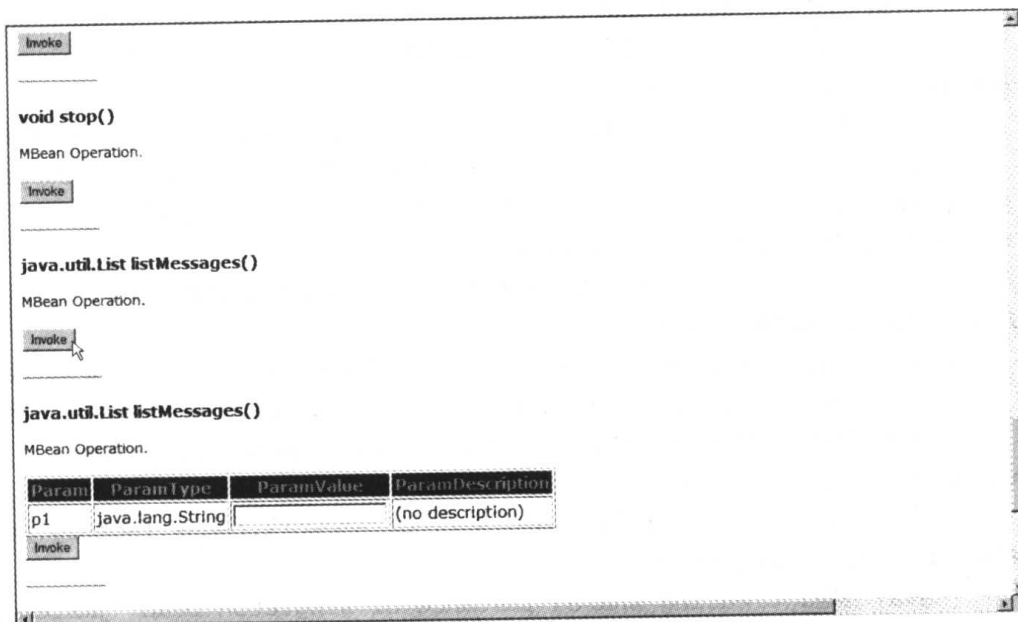 Invoke
void stop()
MBean Operation.
Invoke
java.util.List listMessages()
MBean Operation.
Invoke
java.util.List listMessages()
MBean Operation.
Param ParamType ParamValue ParamDescription
p1 java.lang.String (no description)
Invoke